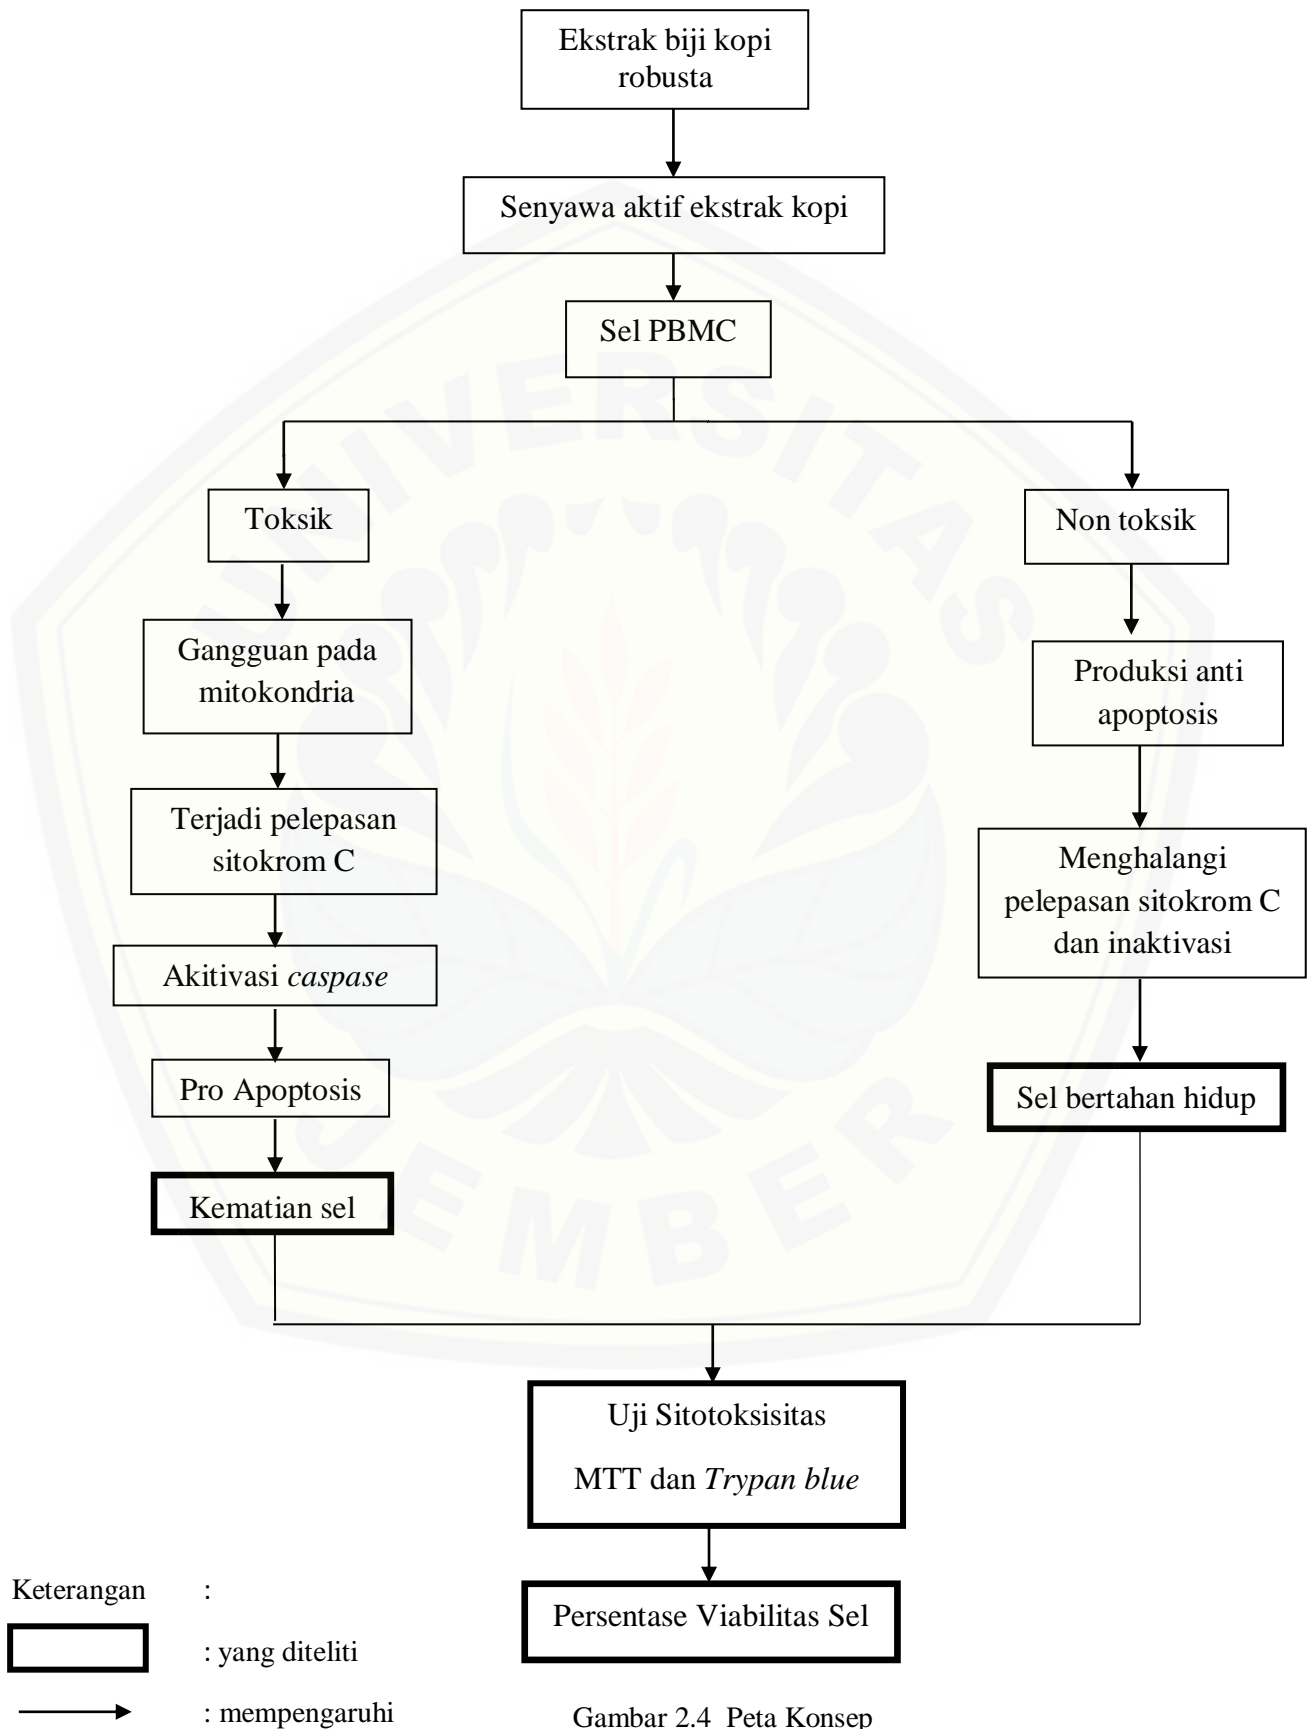 Ekstrak biji kopi
robusta
Senyawa aktif ekstrak kopi
Sel PBMC
Toksik
Non toksik
Gangguan pada
mitokondria
Produksi anti
apoptosis
Terjadi pelepasan
sitokrom C
Menghalangi
pelepasan sitokrom C
dan inaktivasi
Akitivasi caspase
Pro Apoptosis
Sel bertahan hidup
Kematian sel
Uji Sitotoksisitas
MTT dan Trypan blue
Persentase Viabilitas Sel
Keterangan :
: yang diteliti
: mempengaruhi
Gambar 2.4 Peta Konsep
UNIVERSITAS
JEMBER